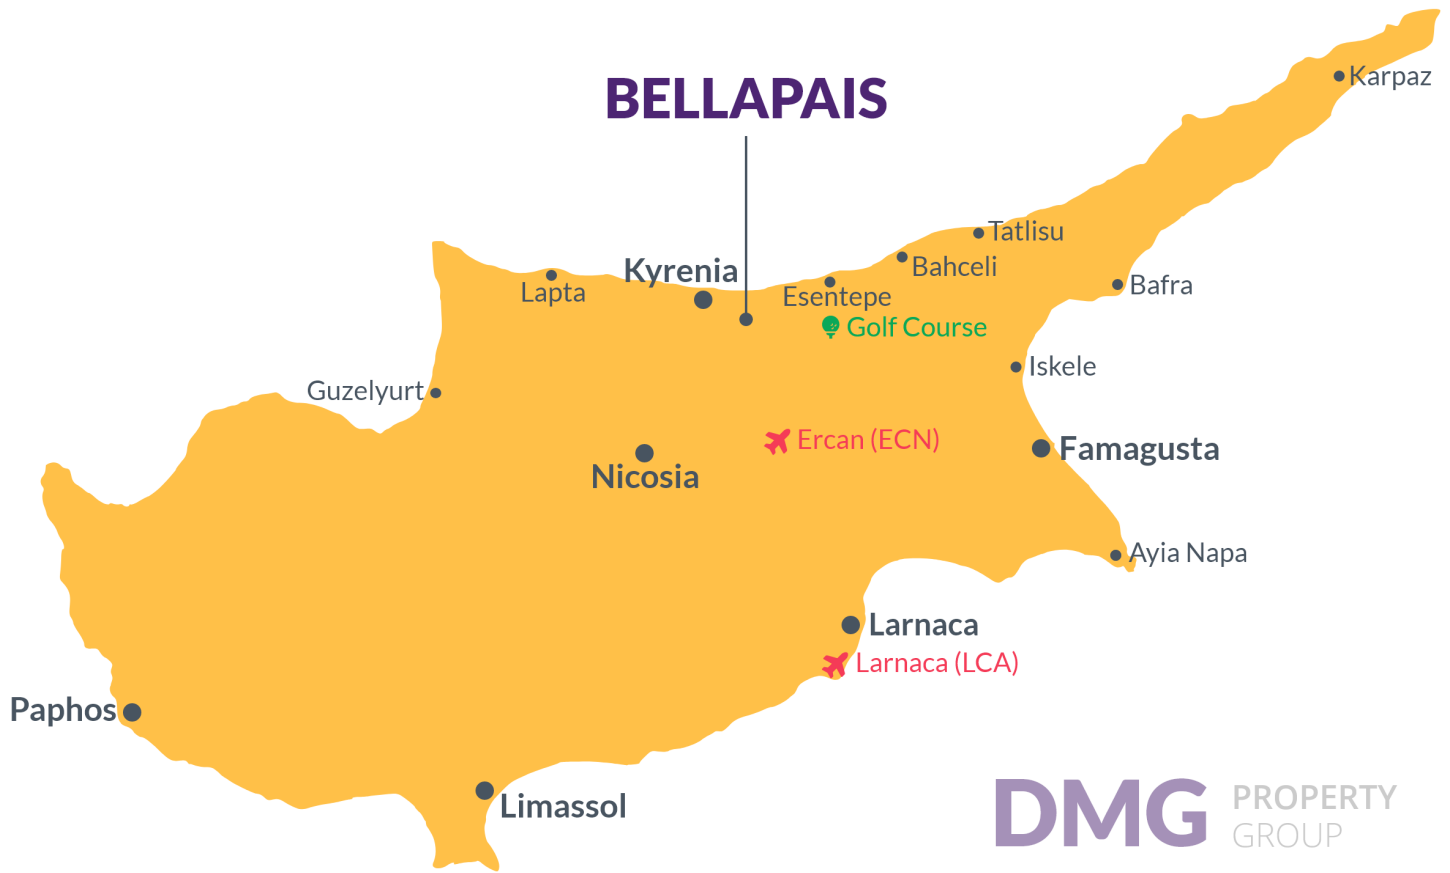 Karpaz
BELLAPAIS
Tatlisu
Bahceli
Kyrenia
Bafra
Lapta
Esentepe
Golf Course
Iskele
Guzelyurt
Ercan (ECN)
Famagusta
Nicosia
Ayia Napa
Larnaca
Larnaca (LCA)
Paphos
Limassol
DMG PROPERTY
GROUP